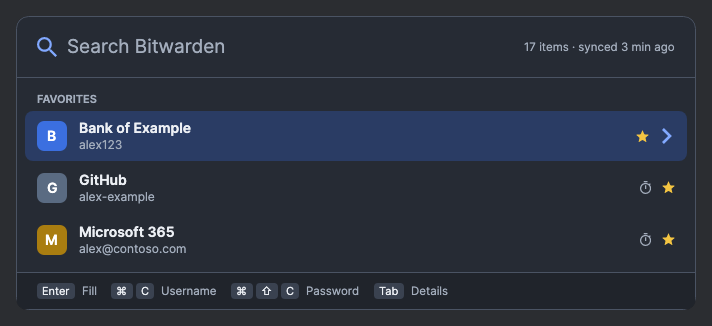 Search Bitwarden
17 items · synced 3 min ago
FAVORITES
B
Bank of Example
alex123
G
GitHub
alex-example
M
Microsoft 365
alex@contoso.com
Enter Fill ⌘ C Username ⌘ ⇧ C Password Tab Details